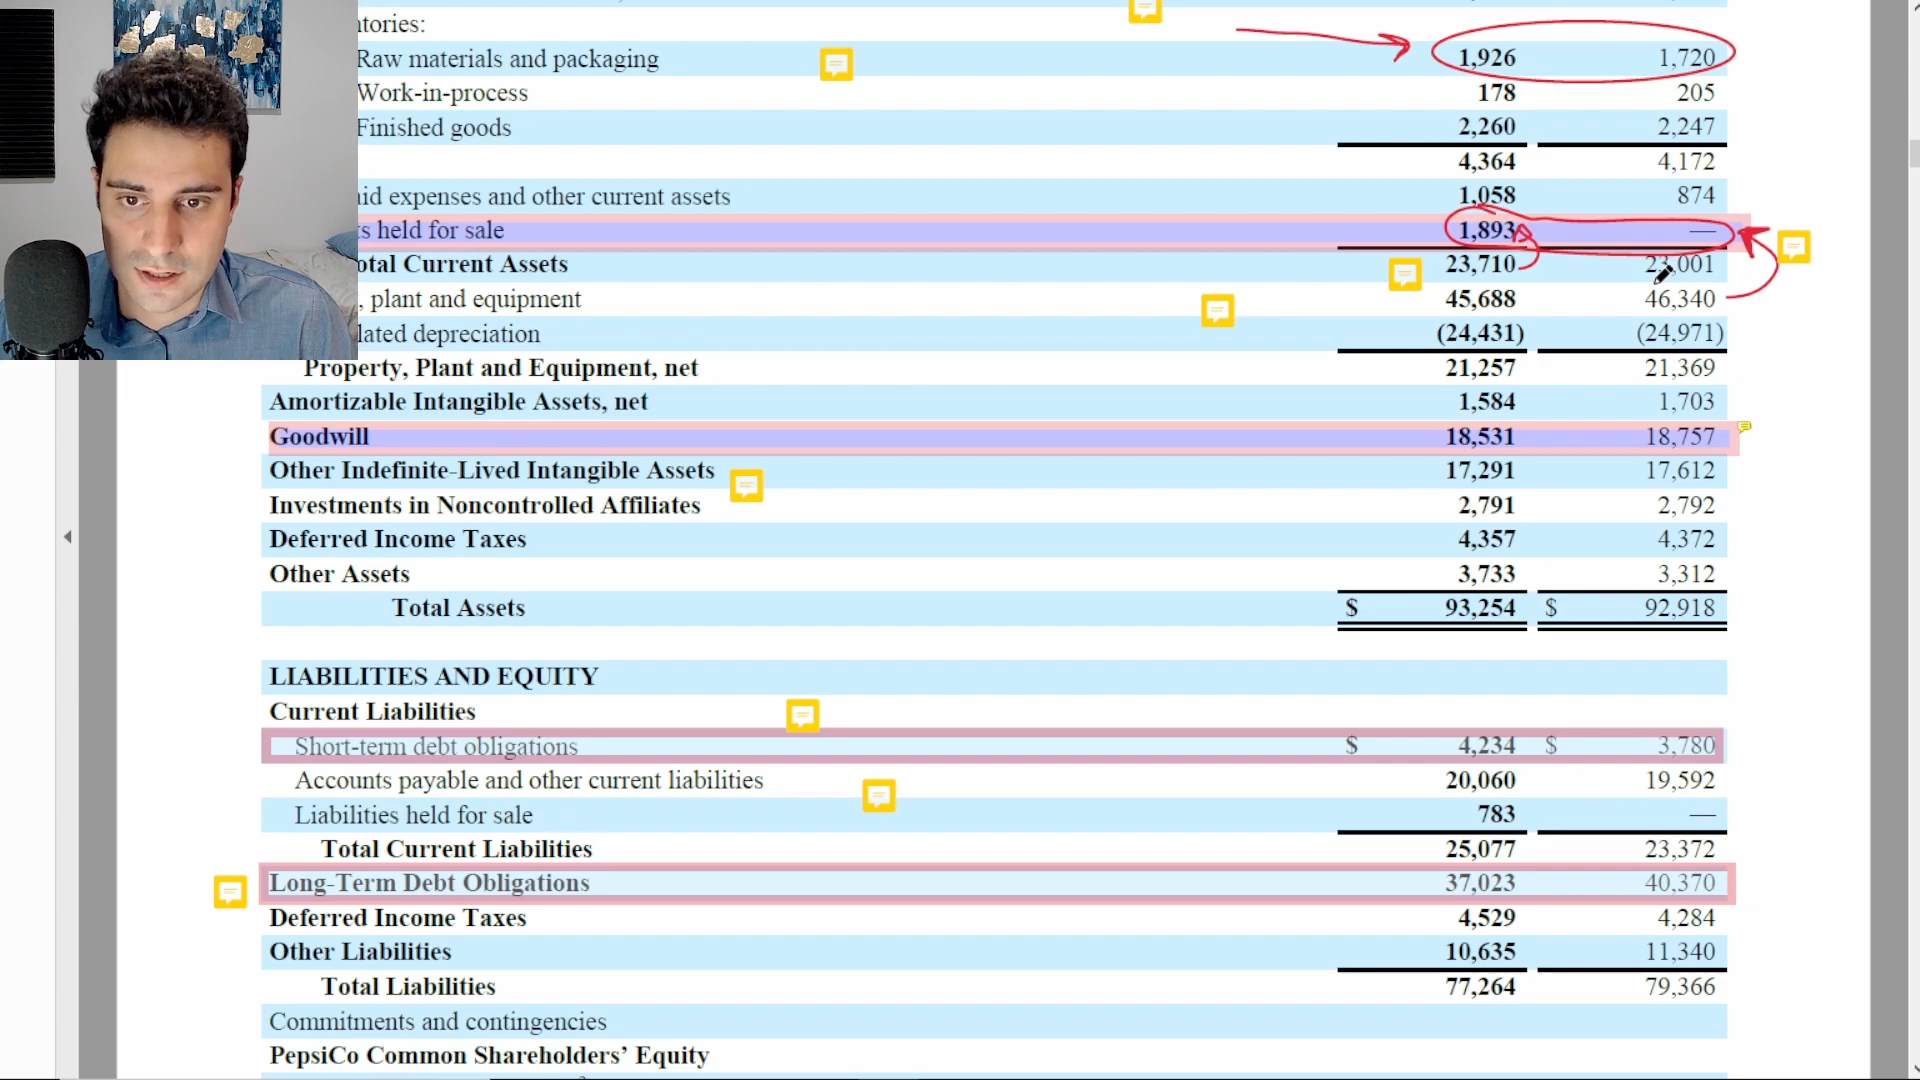 tories:
Raw materials and packaging 1,926 1,720
Work-in-process 178 205
Finished goods 2,260 2,247
4,364 4,172
id expenses and other current assets 1,058 874
ts held for sale 1,893 —
otal Current Assets 23,710 23,001
, plant and equipment 45,688 46,340
lated depreciation (24,431) (24,971)
Property, Plant and Equipment, net 21,257 21,369
Amortizable Intangible Assets, net 1,584 1,703
Goodwill 18,531 18,757
Other Indefinite-Lived Intangible Assets 17,291 17,612
Investments in Noncontrolled Affiliates 2,791 2,792
Deferred Income Taxes 4,357 4,372
Other Assets 3,733 3,312
Total Assets $ 93,254 $ 92,918
LIABILITIES AND EQUITY
Current Liabilities
Short-term debt obligations $ 4,234 $ 3,780
Accounts payable and other current liabilities 20,060 19,592
Liabilities held for sale 783 —
Total Current Liabilities 25,077 23,372
Long-Term Debt Obligations 37,023 40,370
Deferred Income Taxes 4,529 4,284
Other Liabilities 10,635 11,340
Total Liabilities 77,264 79,366
Commitments and contingencies
PepsiCo Common Shareholders’ Equity